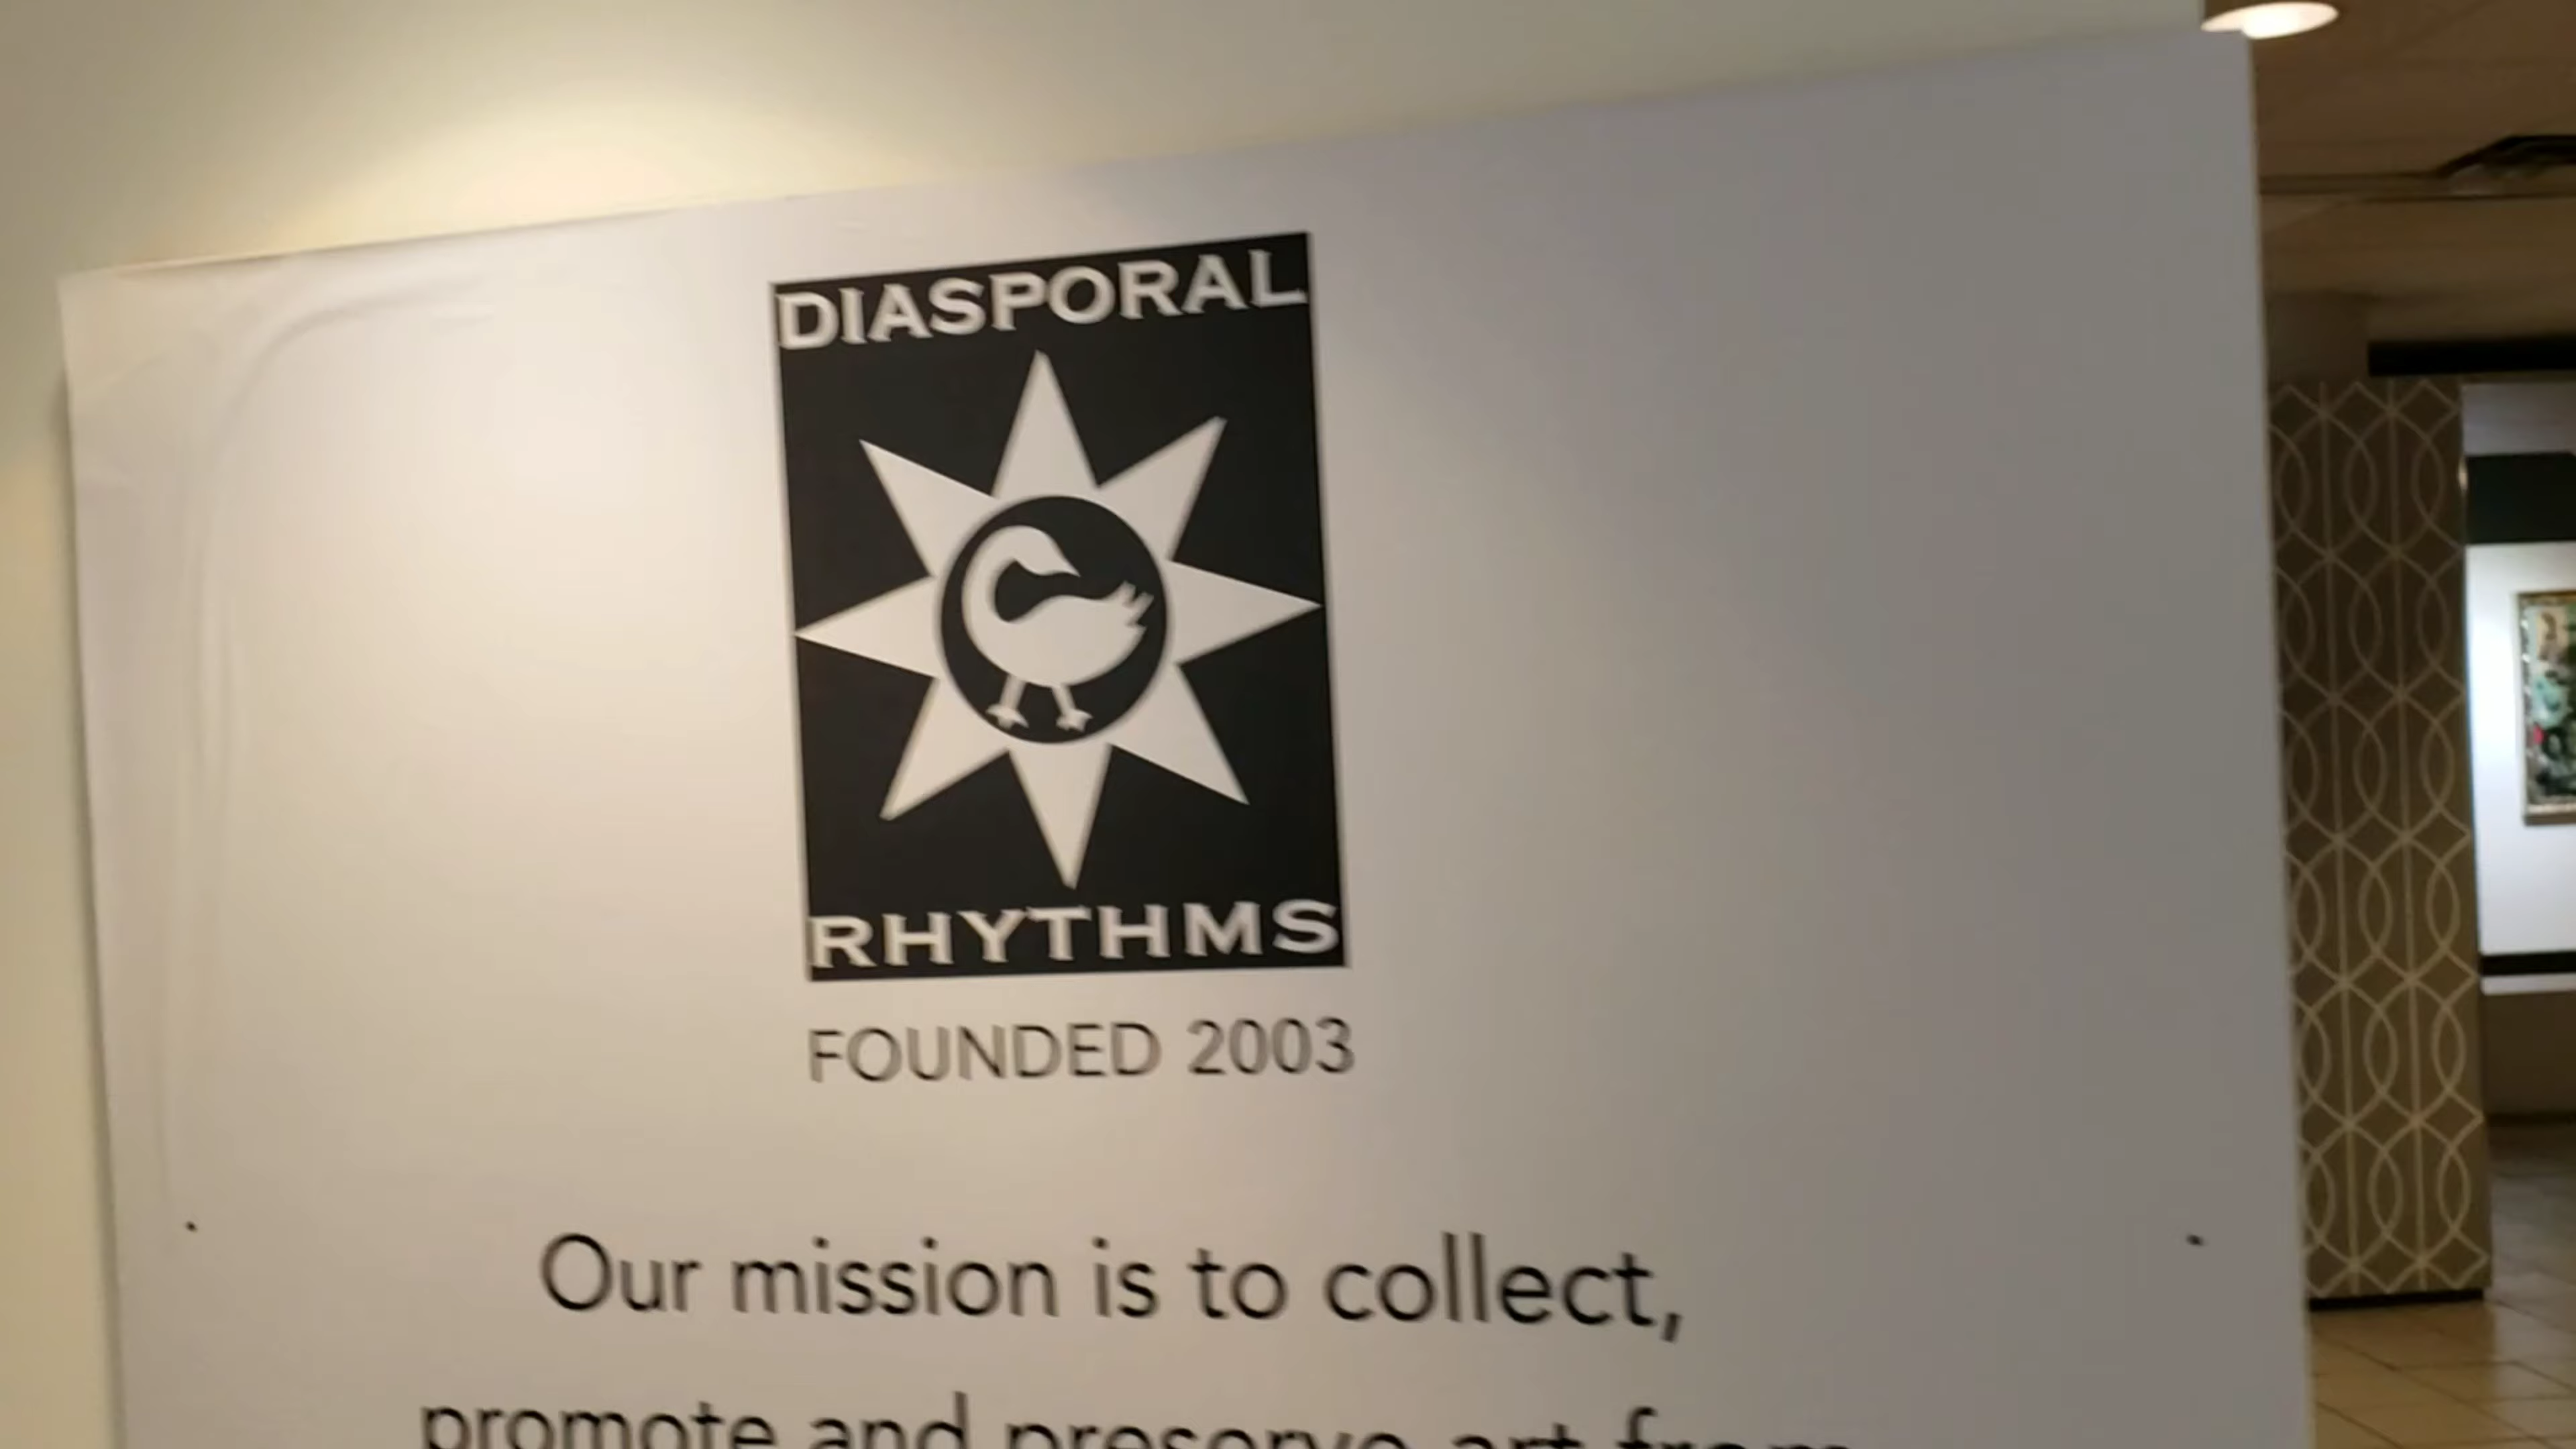 DIASPORAL
RHYTHMS
FOUNDED 2003
Our mission is to collect,
promote and preserve art from